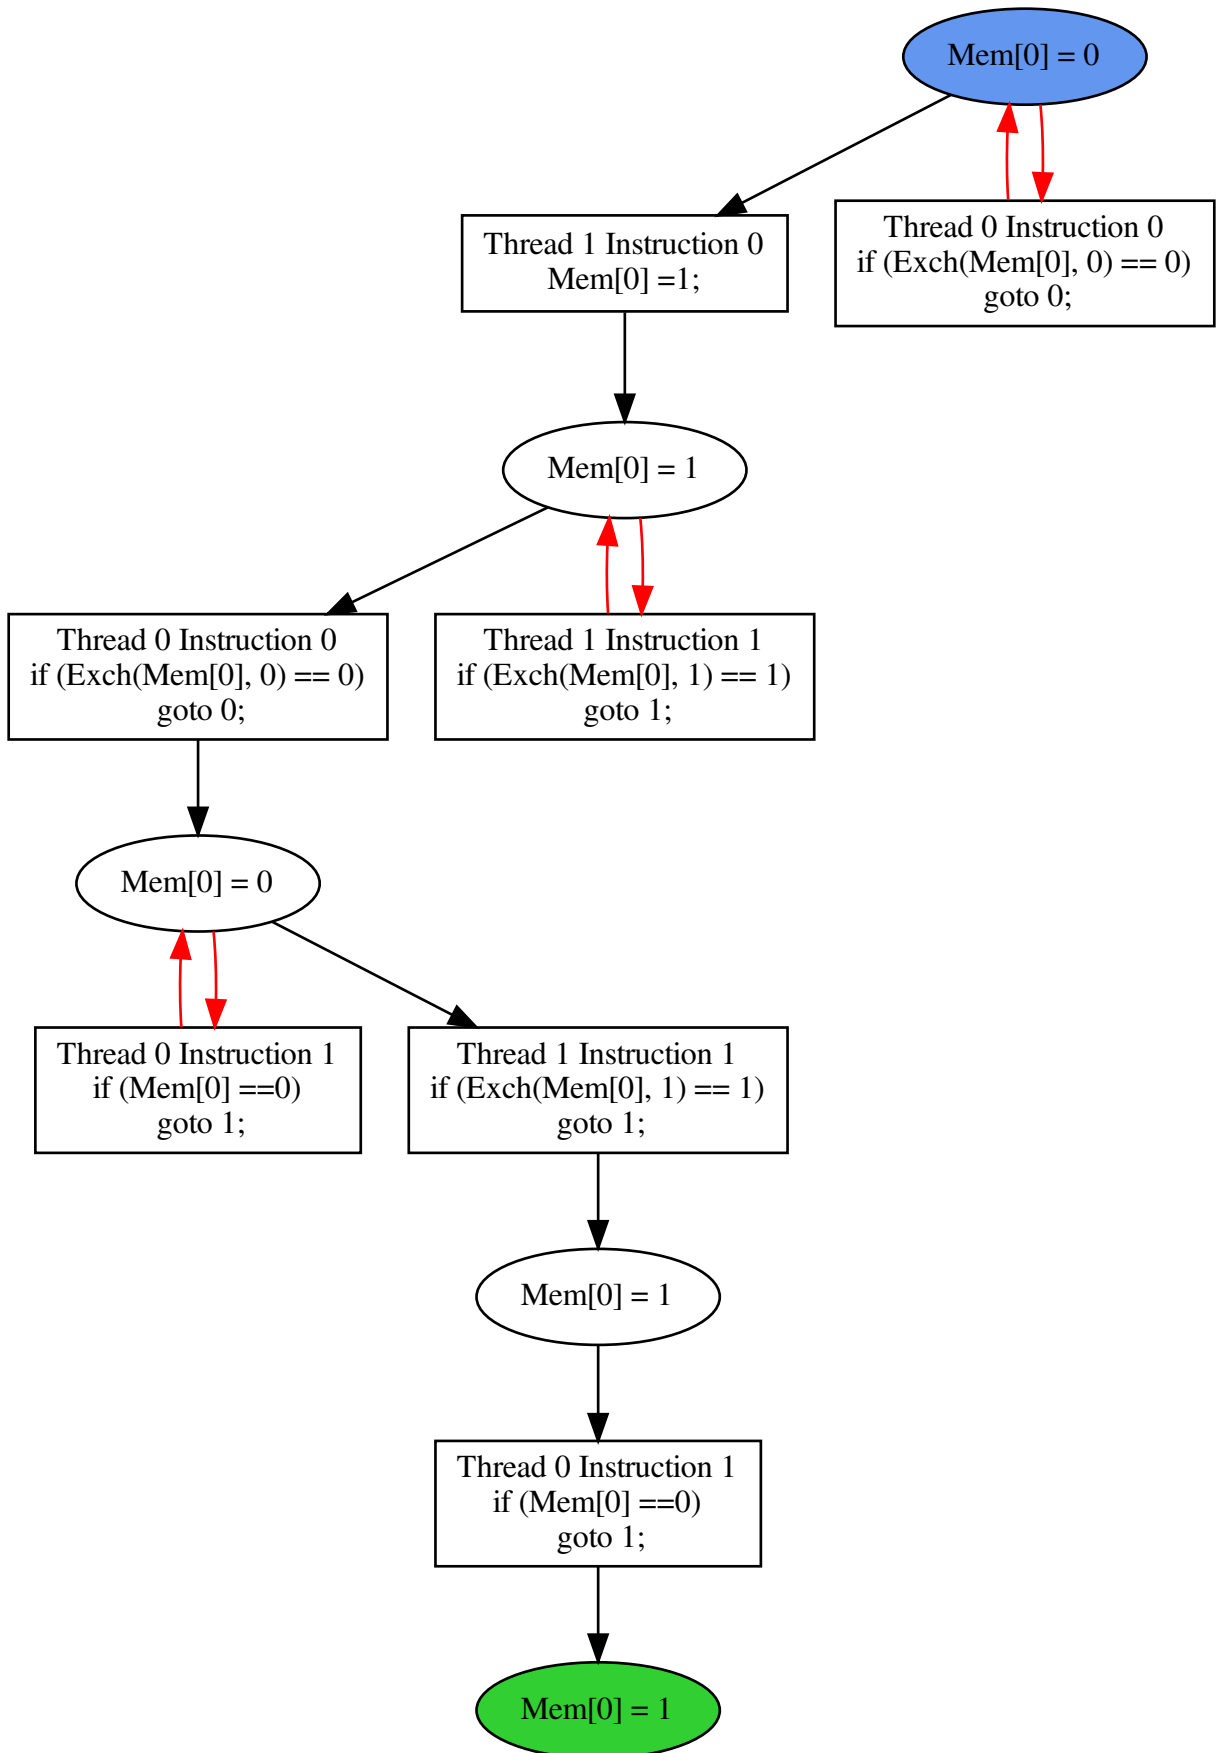 Mem[0] = 0
Thread 1 Instruction 0
Mem[0] =1;
Thread 0 Instruction 0
if (Exch(Mem[0], 0) == 0)
goto 0;
Mem[0] = 1
Thread 0 Instruction 0
if (Exch(Mem[0], 0) == 0)
goto 0;
Thread 1 Instruction 1
if (Exch(Mem[0], 1) == 1)
goto 1;
Mem[0] = 0
Thread 0 Instruction 1
if (Mem[0] ==0)
goto 1;
Thread 1 Instruction 1
if (Exch(Mem[0], 1) == 1)
goto 1;
Mem[0] = 1
Thread 0 Instruction 1
if (Mem[0] ==0)
goto 1;
Mem[0] = 1